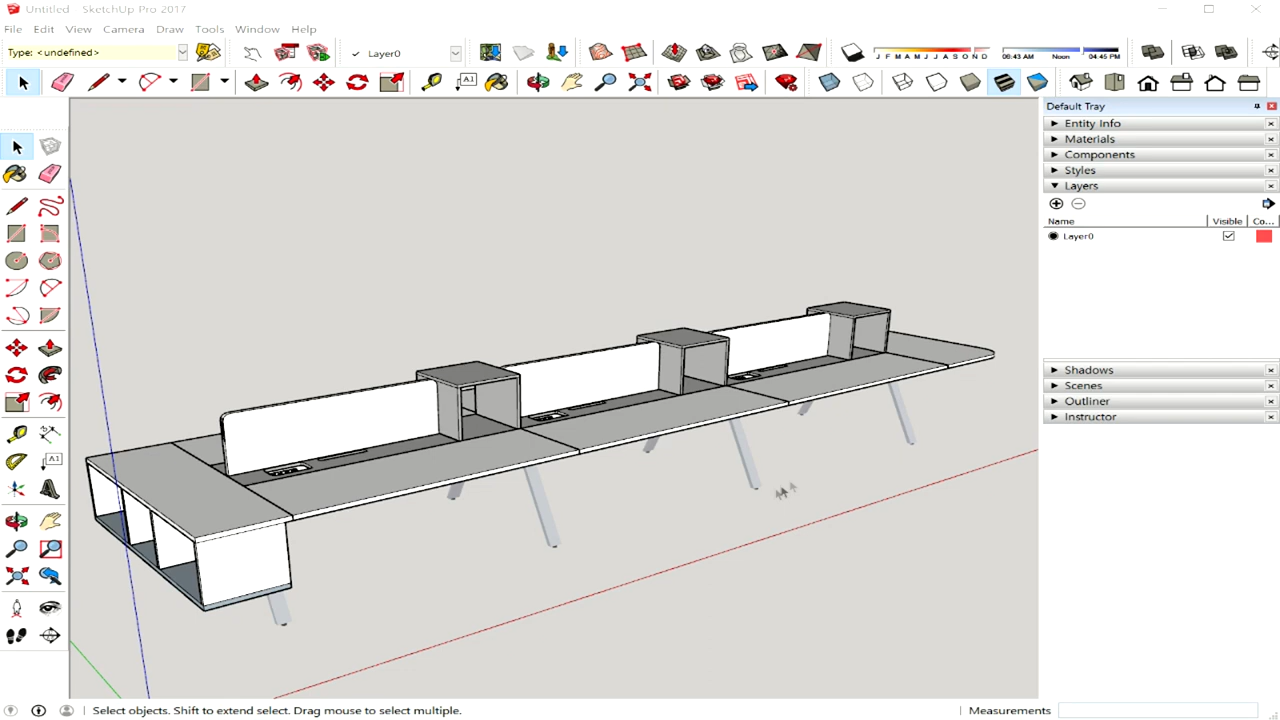 Untitled - SketchUp Pro 2017
File Edit Camera Draw Tools Window Help
Type: <undefined>
Layer0
J F M A M J J A S O N D
06:43 AM Noon 04:45 PM
A1
Default Tray
Entity Info
Materials
Components
Styles
Layers
Name Visible Co...
Layer0
Shadows
Scenes
Outliner
Instructor
A1
Select objects. Shift to extend select. Drag mouse to select multiple.
Measurements